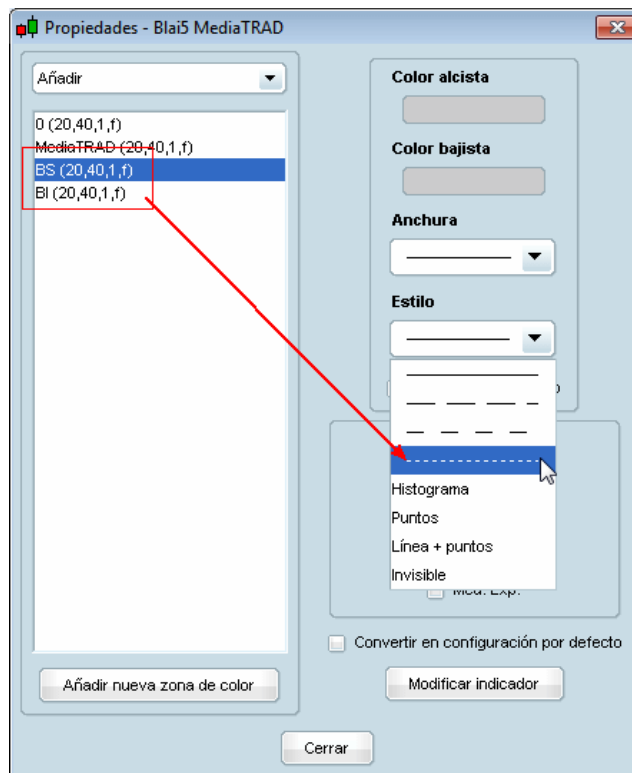 Propiedades - Blai5 MediaTRAD
Añadir
0 (20,40,1,f)
MediaTRAD (20,40,1,f)
BS (20,40,1,f)
BI (20,40,1,f)
Añadir nueva zona de color
Color alcista
Color bajista
Anchura
Estilo
Histograma
Puntos
Línea + puntos
Invisible
Med. Exp.
Convertir en configuración por defecto
Modificar indicador
Cerrar